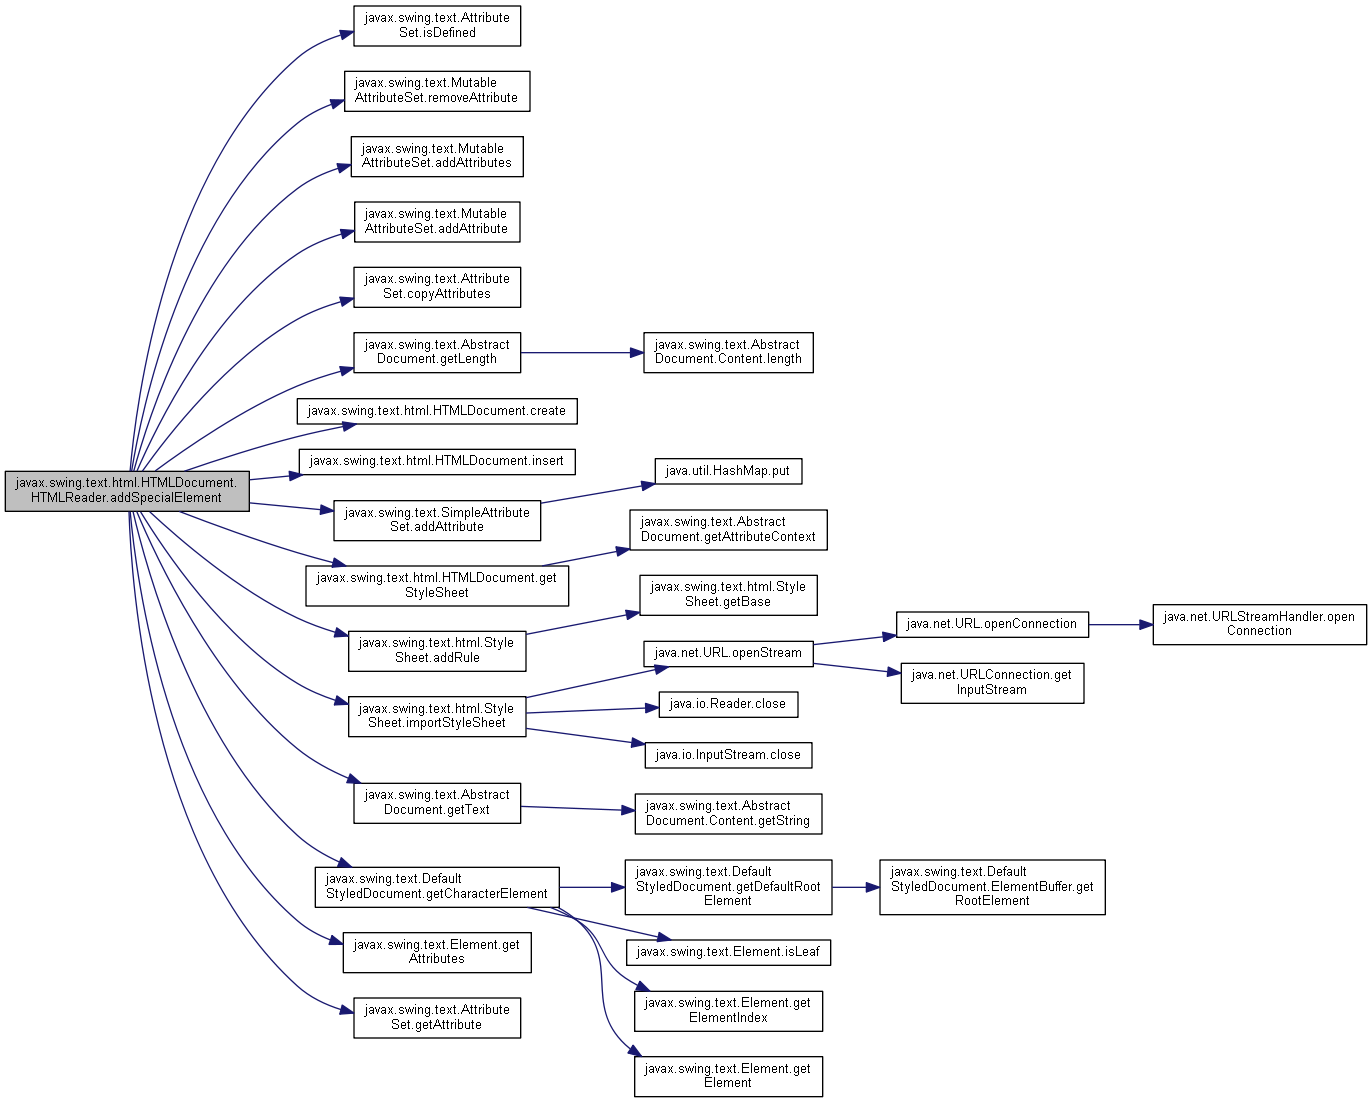 javax.swing.text.Attribute
Set.isDefined
javax.swing.text.Mutable
AttributeSet.removeAttribute
javax.swing.text.Mutable
AttributeSet.addAttributes
javax.swing.text.Mutable
AttributeSet.addAttribute
javax.swing.text.Attribute
Set.copyAttributes
javax.swing.text.Abstract
Document.getLength
javax.swing.text.Abstract
Document.Content.length
javax.swing.text.html.HTMLDocument.create
javax.swing.text.html.HTMLDocument.insert
javax.swing.text.html.HTMLDocument.
HTMLReader.addSpecialElement
javax.swing.text.SimpleAttribute
Set.addAttribute
java.util.HashMap.put
javax.swing.text.html.HTMLDocument.get
StyleSheet
javax.swing.text.Abstract
Document.getAttributeContext
javax.swing.text.html.Style
Sheet.addRule
javax.swing.text.html.Style
Sheet.getBase
javax.swing.text.html.Style
Sheet.importStyleSheet
java.net.URL.openStream
java.net.URL.openConnection
java.net.URLStreamHandler.open
Connection
java.net.URLConnection.get
InputStream
java.io.Reader.close
java.io.InputStream.close
javax.swing.text.Abstract
Document.getText
javax.swing.text.Abstract
Document.Content.getString
javax.swing.text.Default
StyledDocument.getCharacterElement
javax.swing.text.Default
StyledDocument.getDefaultRoot
Element
javax.swing.text.Default
StyledDocument.ElementBuffer.get
RootElement
javax.swing.text.Element.isLeaf
javax.swing.text.Element.get
ElementIndex
javax.swing.text.Element.get
Element
javax.swing.text.Element.get
Attributes
javax.swing.text.Attribute
Set.getAttribute